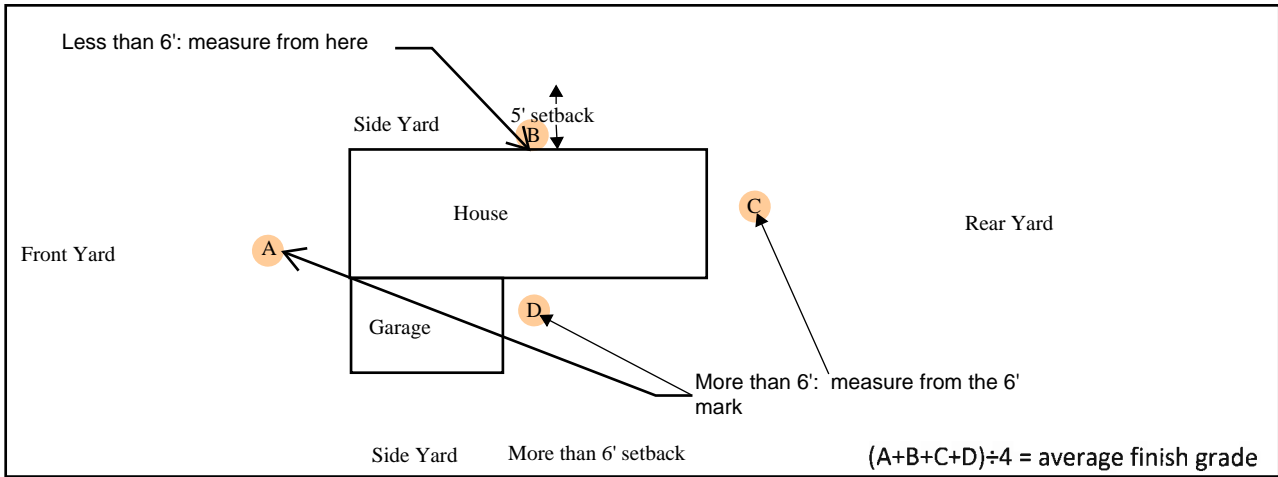 Less than 6': measure from here
5' setback
Side Yard
B
House
C
Rear Yard
Front Yard
A
D
Garage
More than 6':  measure from the 6'
mark
Side Yard
More than 6' setback
(A+B+C+D)÷4 = average finish grade